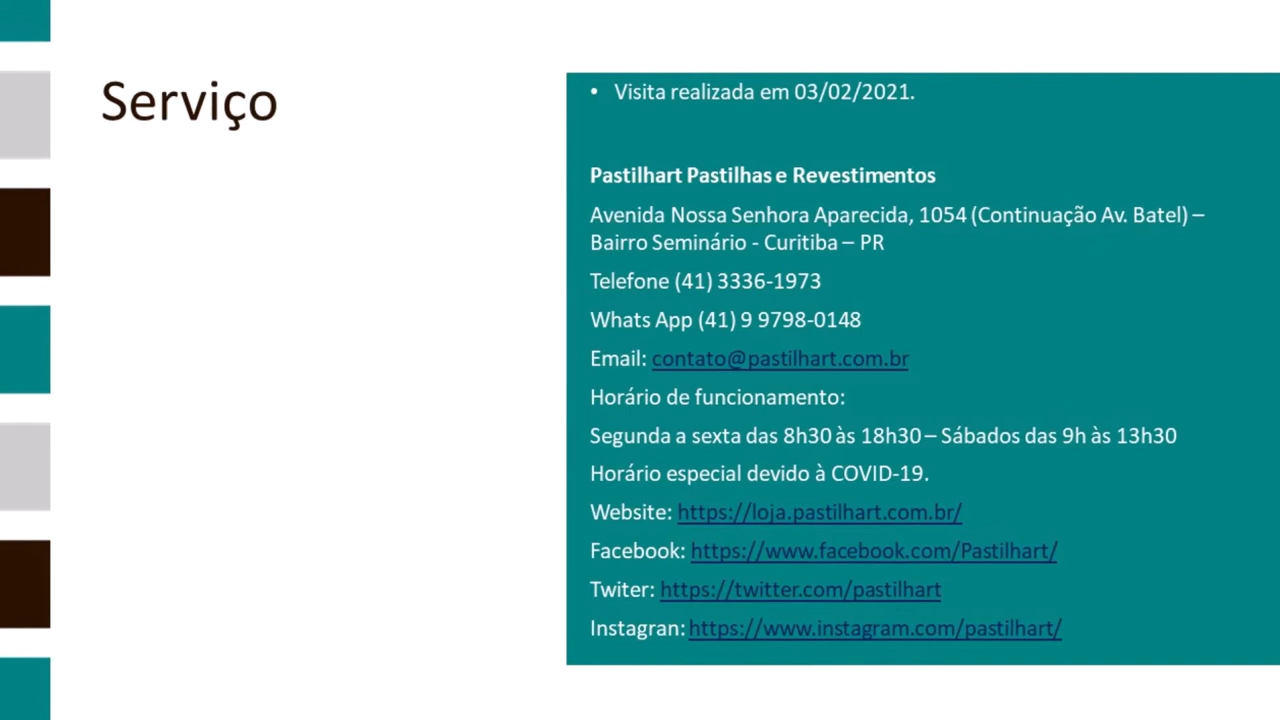 Serviço
• Visita realizada em 03/02/2021.
Pastilhart Pastilhas e Revestimentos
Avenida Nossa Senhora Aparecida, 1054 (Continuação Av. Batel) –
Bairro Seminário - Curitiba – PR
Telefone (41) 3336-1973
Whats App (41) 9 9798-0148
Email: contato@pastilhart.com.br
Horário de funcionamento:
Segunda a sexta das 8h30 às 18h30 – Sábados das 9h às 13h30
Horário especial devido à COVID-19.
Website: https://loja.pastilhart.com.br/
Facebook: https://www.facebook.com/Pastilhart/
Twiter: https://twitter.com/pastilhart
Instagran: https://www.instagram.com/pastilhart/